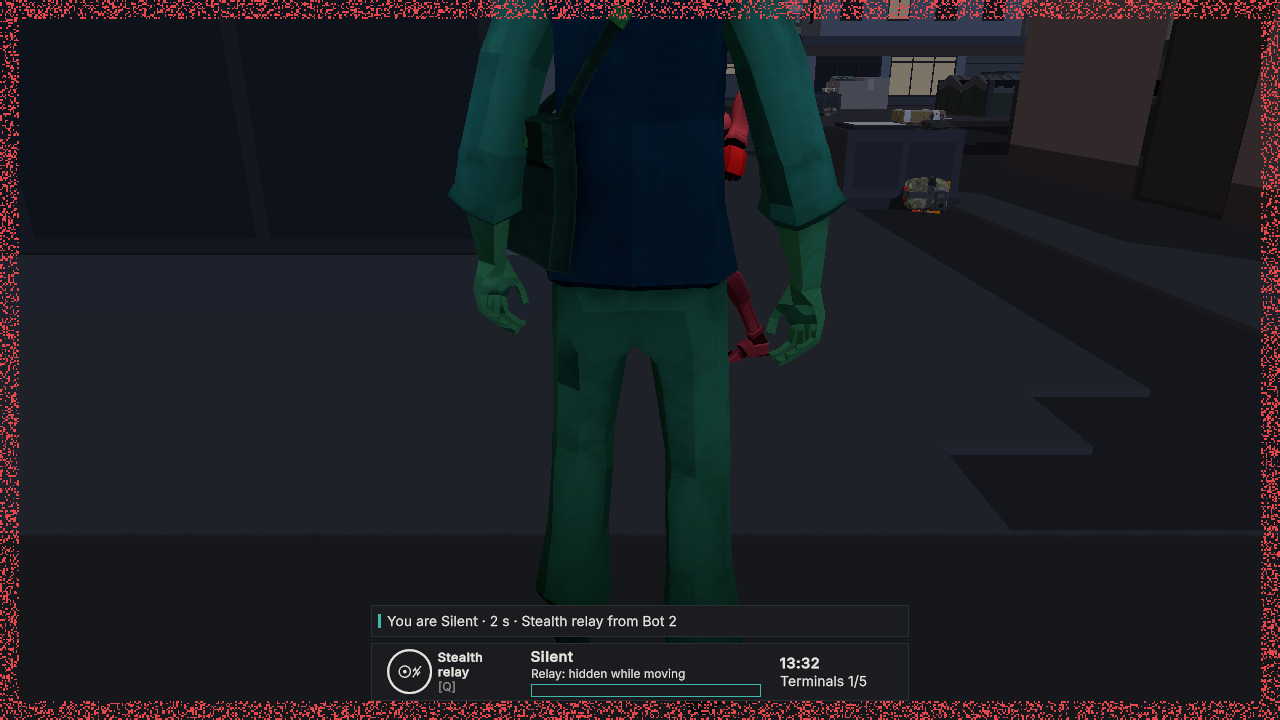 You are Silent · 2 s · Stealth relay from Bot 2
Stealth
relay
[Q]
Silent
Relay: hidden while moving
13:32
Terminals 1/5